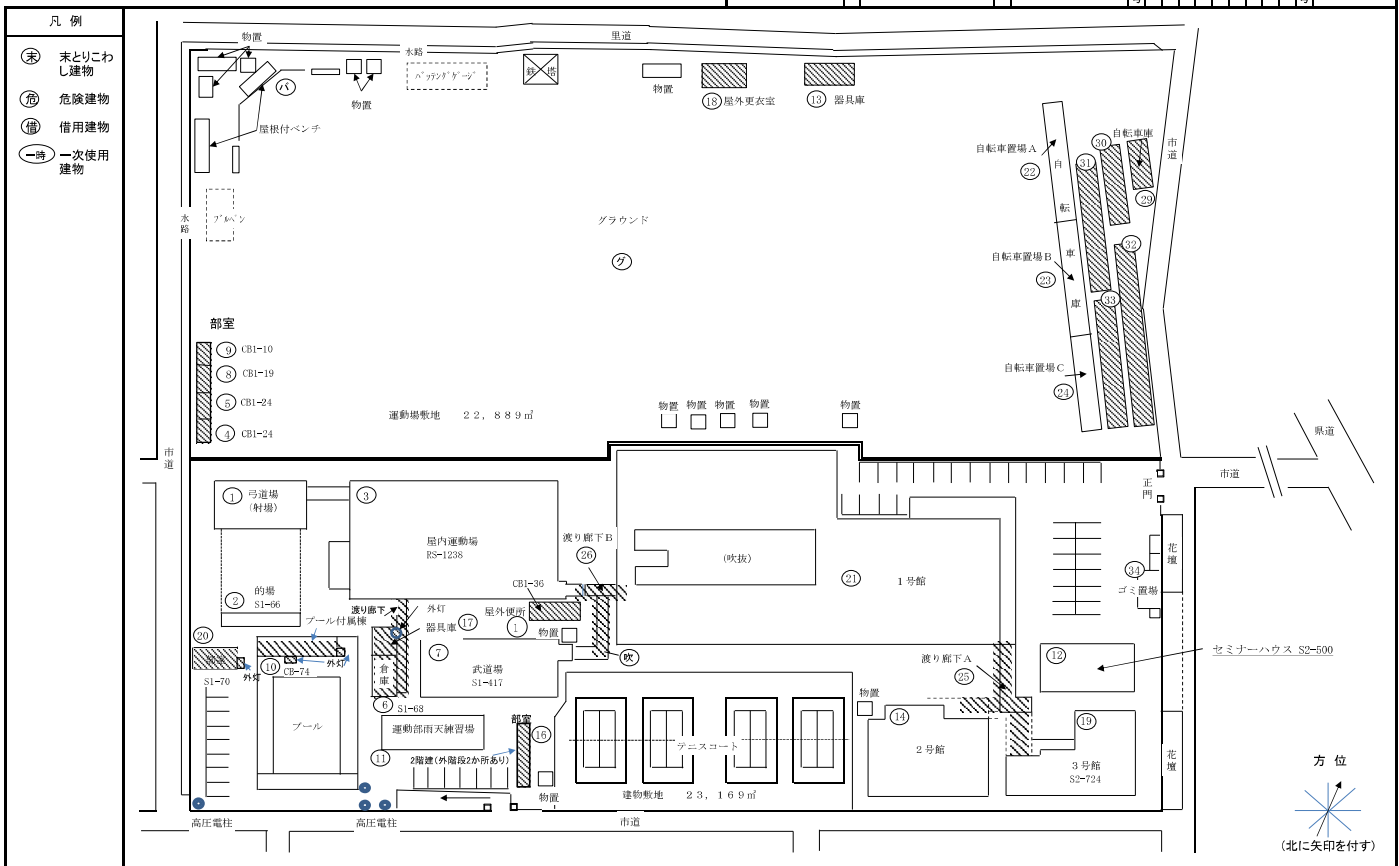 凡 例
末 末とりこわ
し建物
危 危険建物
借 借用建物
一時 一次使用
建物
物置
水路
里道
バッティングゲージ
鉄 塔
バ
物置
物置
18 屋外更衣室
13 器具庫
屋根付ベンチ
自転車置場A
22
自転車庫
30
31
29
市道
水路
ブルペン
グラウンド
グ
自転車庫
自転車置場B
23
32
33
自転車置場C
24
部室
9 CB1-10
8 CB1-19
5 CB1-24
4 CB1-24
運動場敷地 22,889㎡
物置 物置 物置 物置 物置
市道
県道
市道
正門
1 弓道場
(射場)
3
屋内運動場
RS-1238
渡り廊下B
26
(吹抜)
21 1号館
34
ゴミ置場
花壇
2 的場
S1-66
プール付属棟
渡り廊下
外灯
器具庫
17
CB1-36
屋外便所
1
物置
吹
20
部室
S1-70
外灯
10
CB-74
外灯
倉庫
6 S1-68
7 武道場
S1-417
渡り廊下A
25
12
セミナーハウス S2-500
プール
運動部雨天練習場
11
2階建(外階段2か所あり)
部室
16
物置
テニスコート
物置
14
2号館
19
3号館
S2-724
花壇
建物敷地 23,169㎡
高圧電柱
高圧電柱
市道
方 位
(北に矢印を付す)